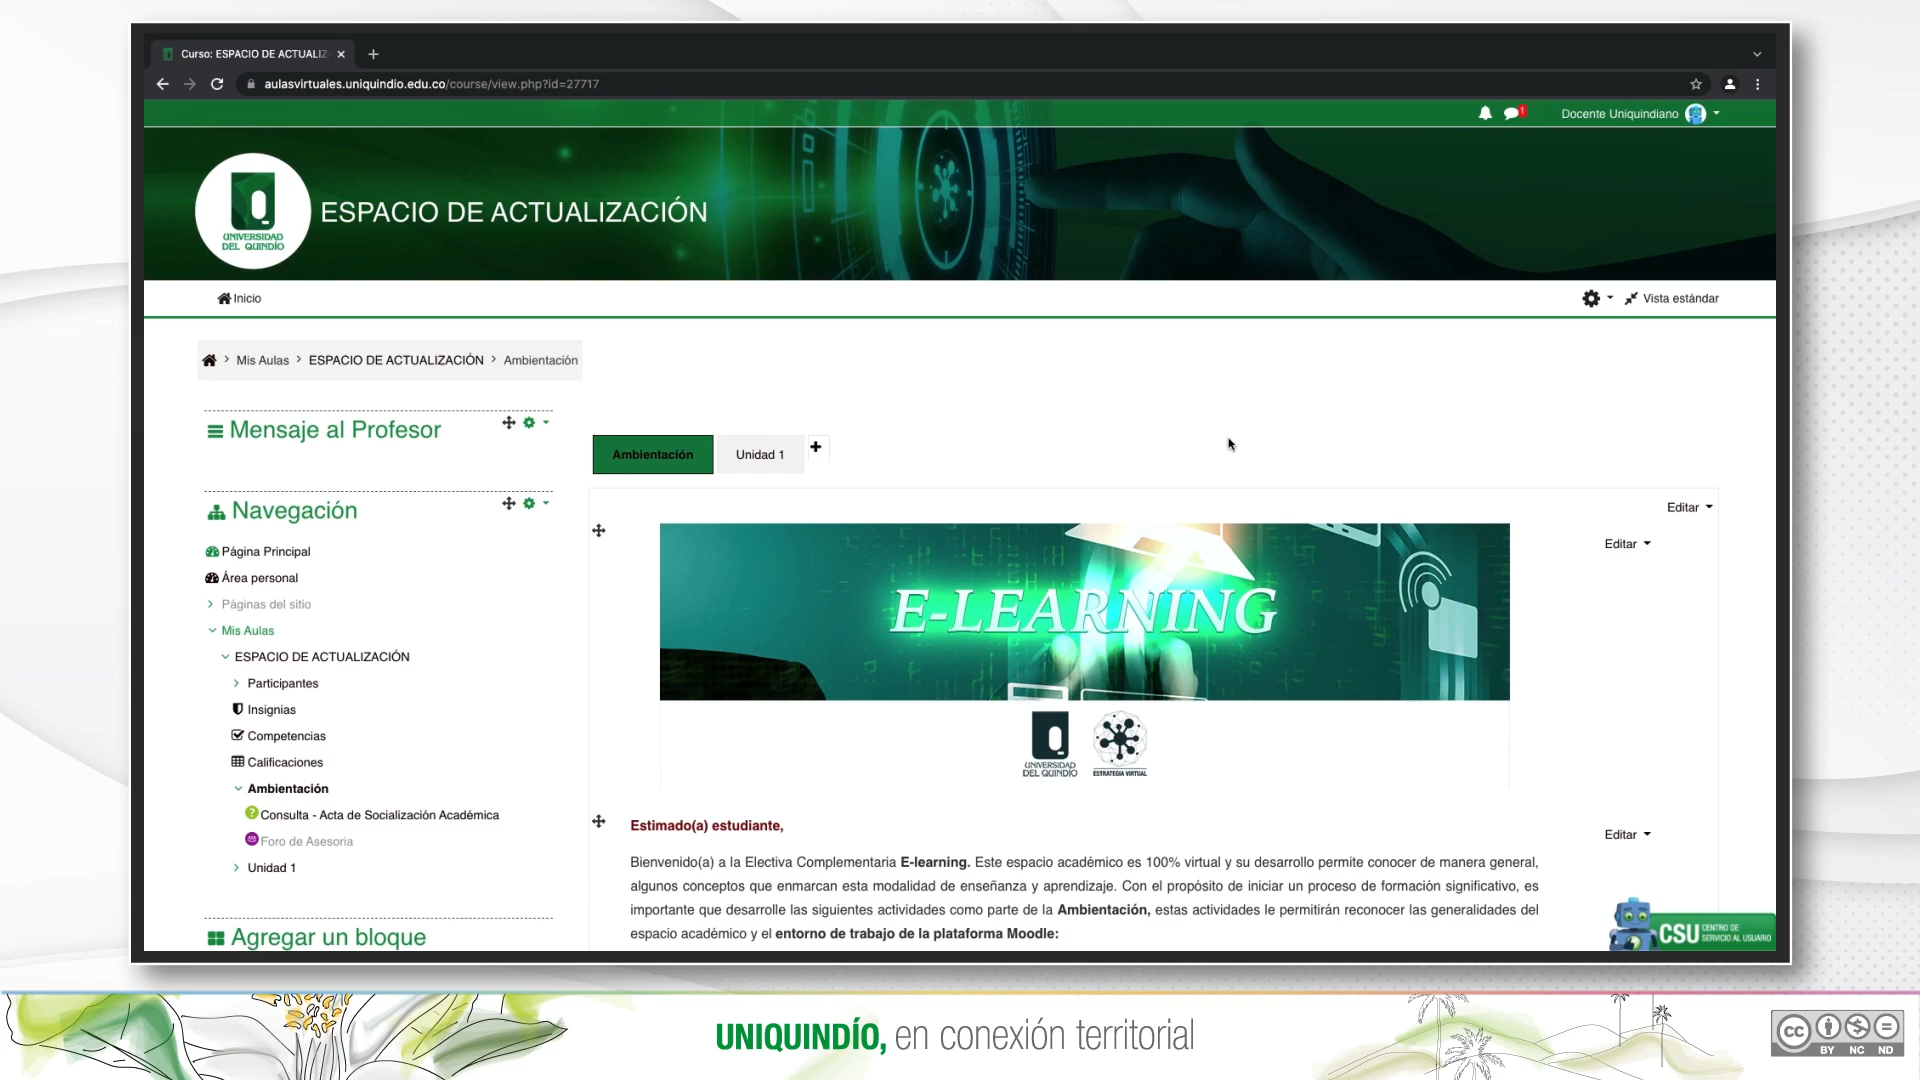 Curso: ESPACIO DE ACTUALIZ
aulasvirtuales.uniquindio.edu.co/course/view.php?id=27717
1
Docente Uniquindiano
UNIVERSIDAD
DEL QUINDÍO
ESPACIO DE ACTUALIZACIÓN
Inicio
Vista estándar
Mis Aulas
ESPACIO DE ACTUALIZACIÓN
Ambientación
Mensaje al Profesor
Navegación
Página Principal
Área personal
Páginas del sitio
Mis Aulas
ESPACIO DE ACTUALIZACIÓN
Participantes
Insignias
Competencias
Calificaciones
Ambientación
Consulta - Acta de Socialización Académica
Foro de Asesoria
Unidad 1
Agregar un bloque
Ambientación
Unidad 1
Editar
Editar
E-LEARNING
UNIVERSIDAD
DEL QUINDÍO
ESTRATEGIA VIRTUAL
Estimado(a) estudiante,
Editar
Bienvenido(a) a la Electiva Complementaria E-learning. Este espacio académico es 100% virtual y su desarrollo permite conocer de manera general,
algunos conceptos que enmarcan esta modalidad de enseñanza y aprendizaje. Con el propósito de iniciar un proceso de formación significativo, es
importante que desarrolle las siguientes actividades como parte de la Ambientación, estas actividades le permitirán reconocer las generalidades del
espacio académico y el entorno de trabajo de la plataforma Moodle:
CSU CENTRO DE
SERVICIO AL USUARIO
UNIQUINDÍO, en conexión territorial
cc
BY NC ND